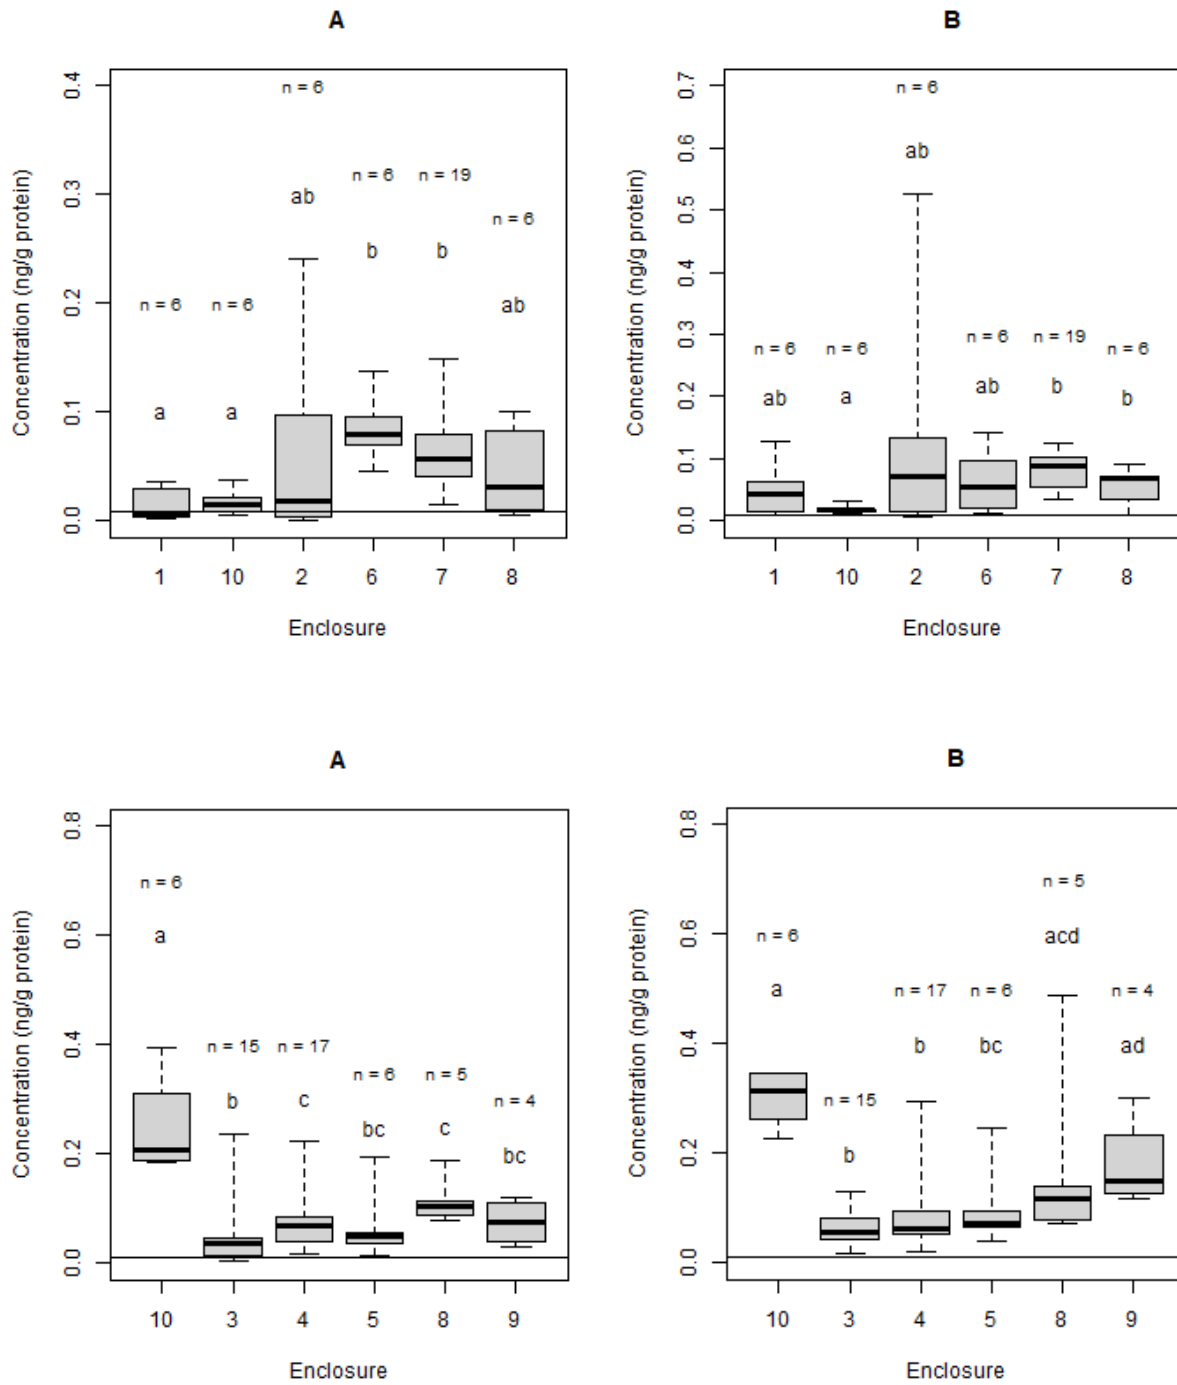 A
Concentration (ng/g protein)
0.4
0.3
0.2
0.1
0.0
n = 6
n = 6
n = 6
n = 6
n = 19
n = 6
a
a
ab
b
b
ab
1 10 2 6 7 8
Enclosure
B
Concentration (ng/g protein)
0.7
0.6
0.5
0.4
0.3
0.2
0.1
0.0
n = 6
n = 6
n = 6
n = 6
n = 19
n = 6
ab
a
ab
ab
b
b
1 10 2 6 7 8
Enclosure
A
Concentration (ng/g protein)
0.8
0.6
0.4
0.2
0.0
n = 6
n = 15
n = 17
n = 6
n = 5
n = 4
a
b
c
bc
c
bc
10 3 4 5 8 9
Enclosure
B
Concentration (ng/g protein)
0.8
0.6
0.4
0.2
0.0
n = 6
n = 15
n = 17
n = 6
n = 5
n = 4
a
b
b
bc
acd
ad
10 3 4 5 8 9
Enclosure